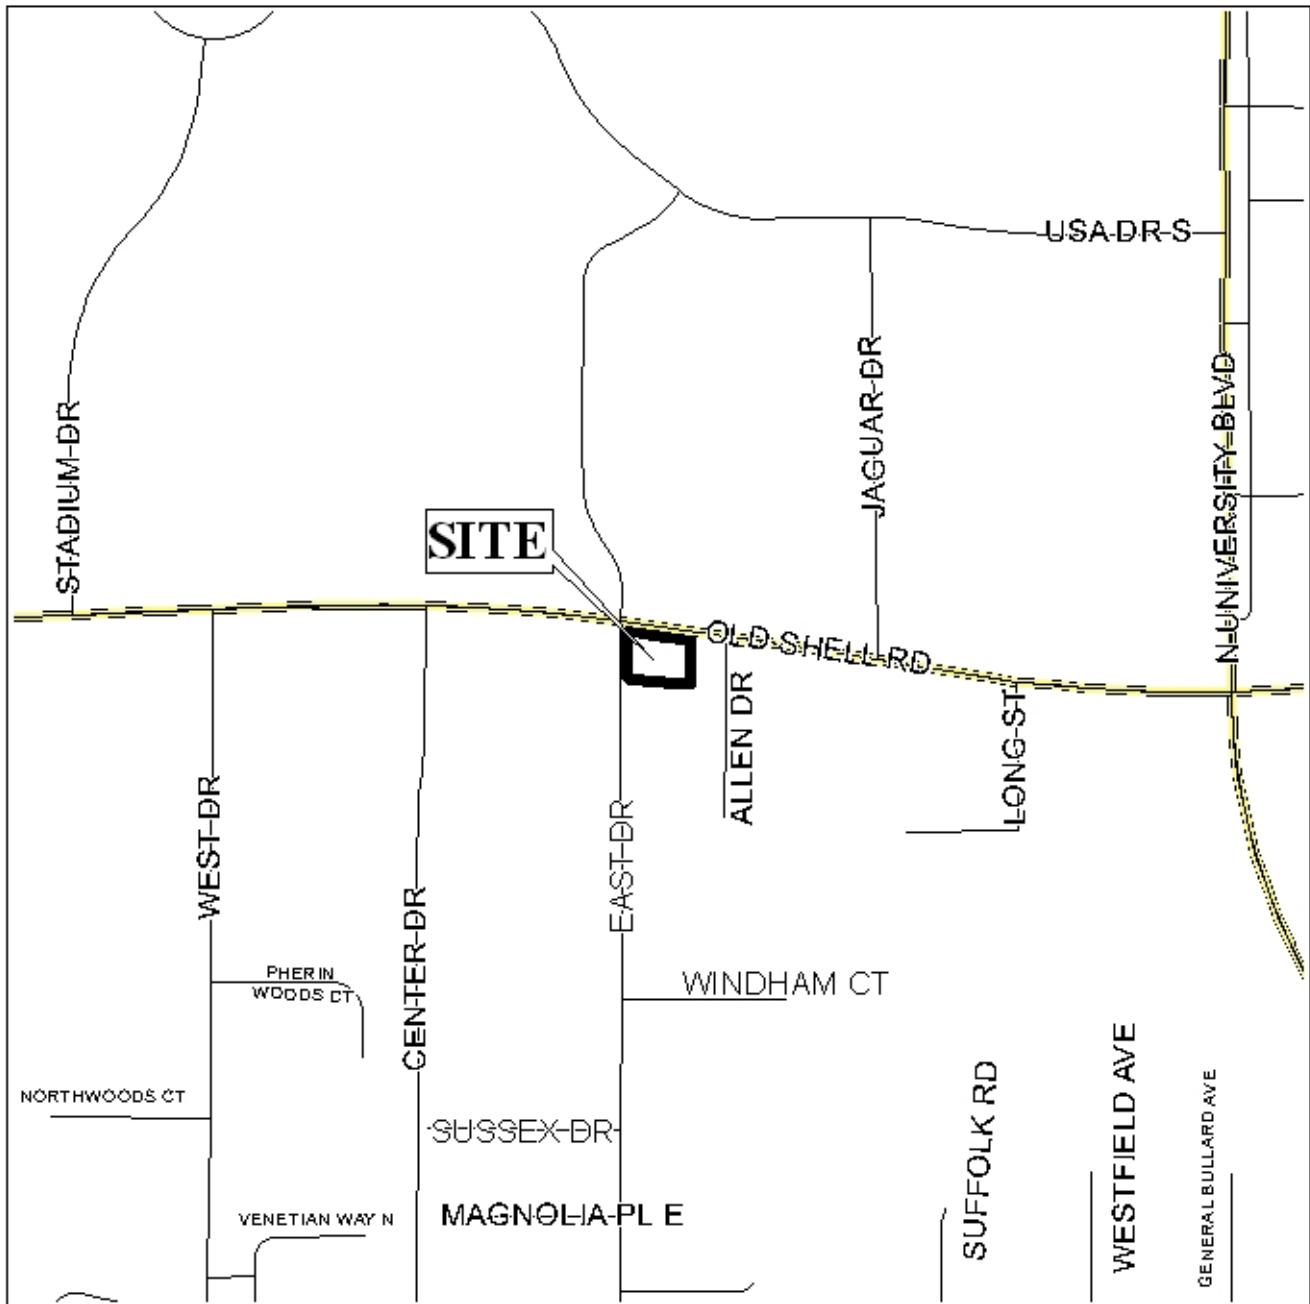 USA DR S
JAGUAR DR
N UNIVERSITY BLVD
STADIUM DR
SITE
OLD SHELL RD
ALLEN DR
LONG ST
WEST DR
EAST DR
CENTER DR
PHERIN
WOODS CT
WINDHAM CT
NORTHWOODS CT
SUSSEX DR
SUFFOLK RD
WESTFIELD AVE
GENERAL BULLARD AVE
VENETIAN WAY N
MAGNOLIA PL E